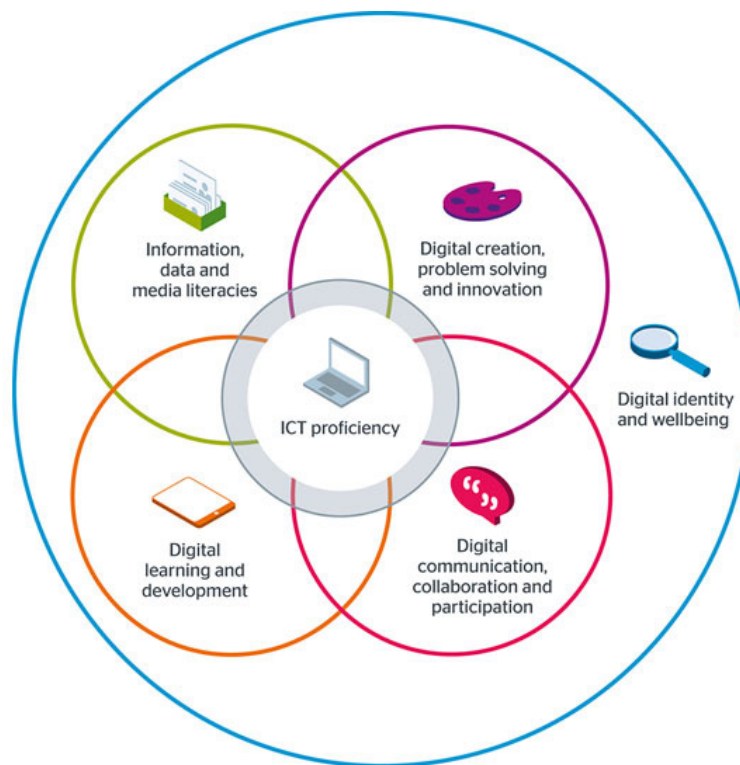 Information,
data and
media literacies
Digital creation,
problem solving
and innovation
Digital identity
and wellbeing
ICT proficiency
Digital
learning and
development
Digital
communication,
collaboration and
participation